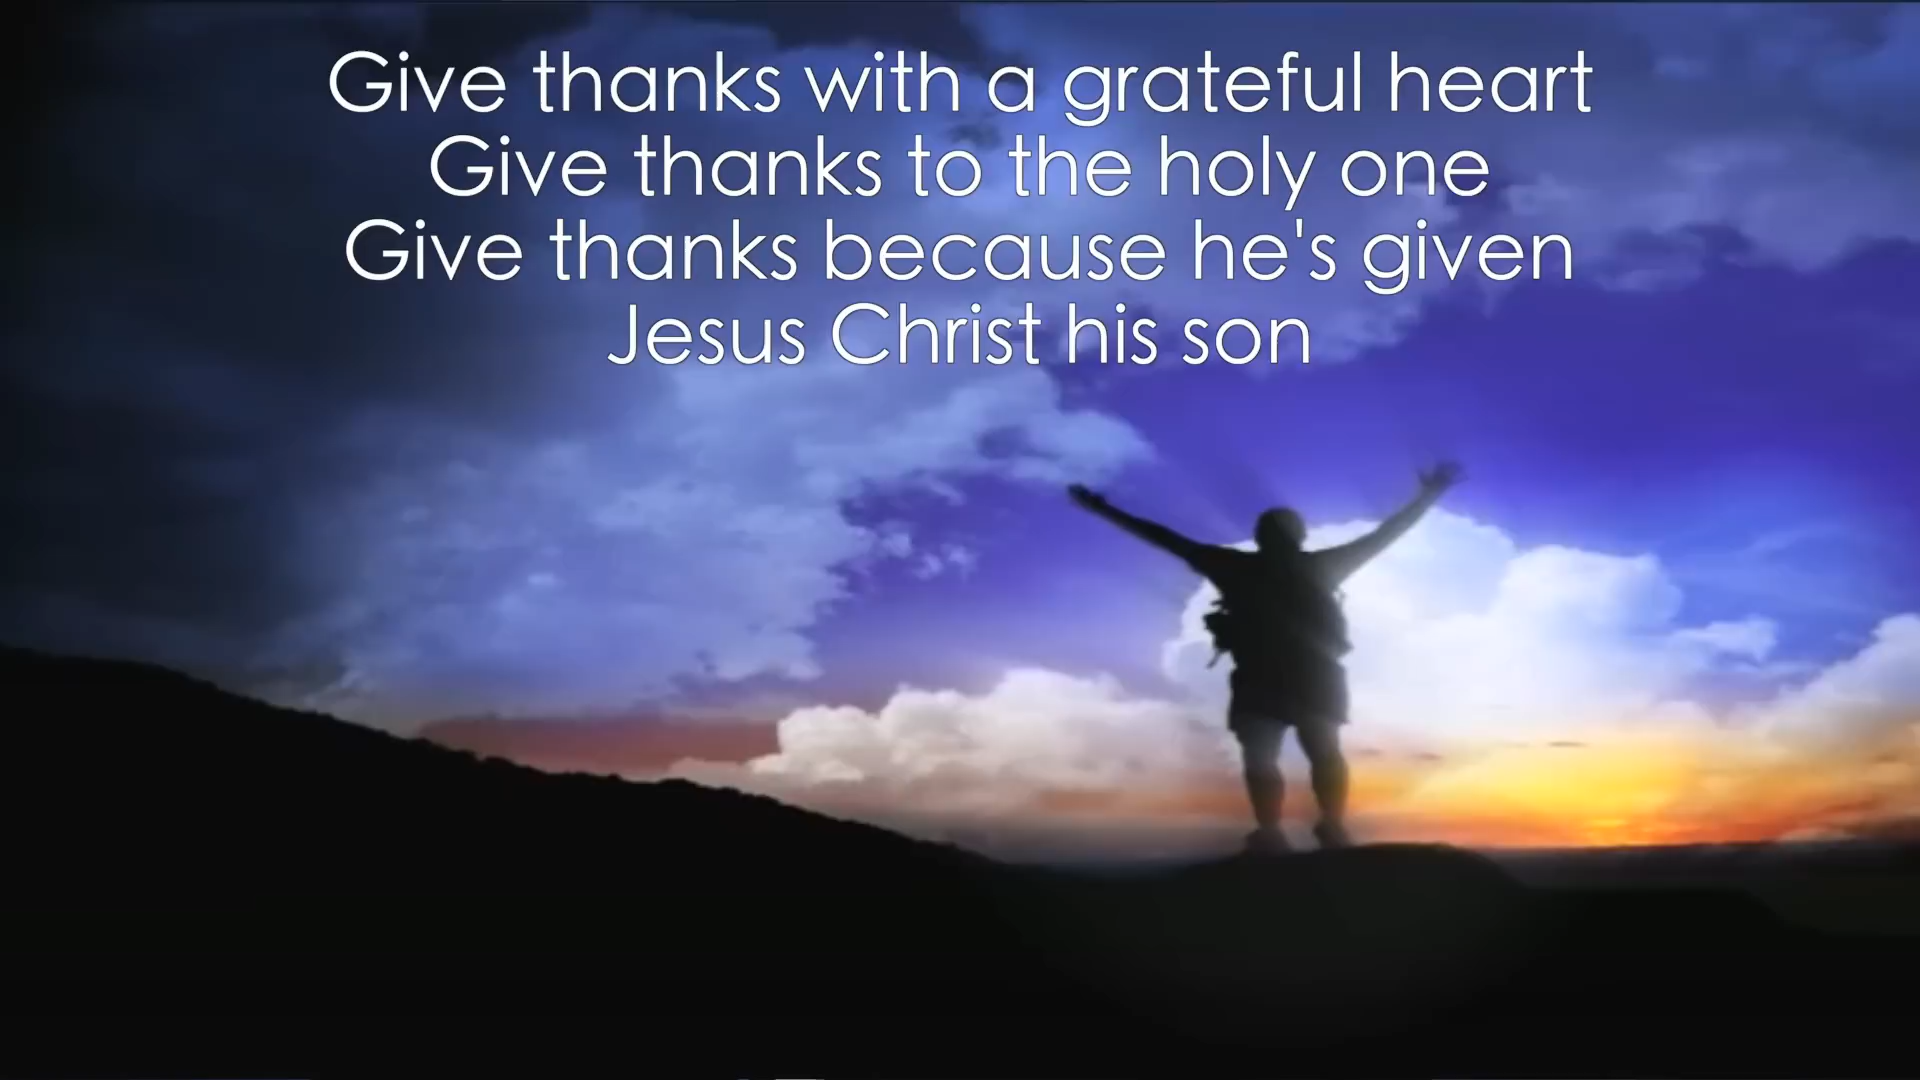 Give thanks with a grateful heart
Give thanks to the holy one
Give thanks because he's given
Jesus Christ his son